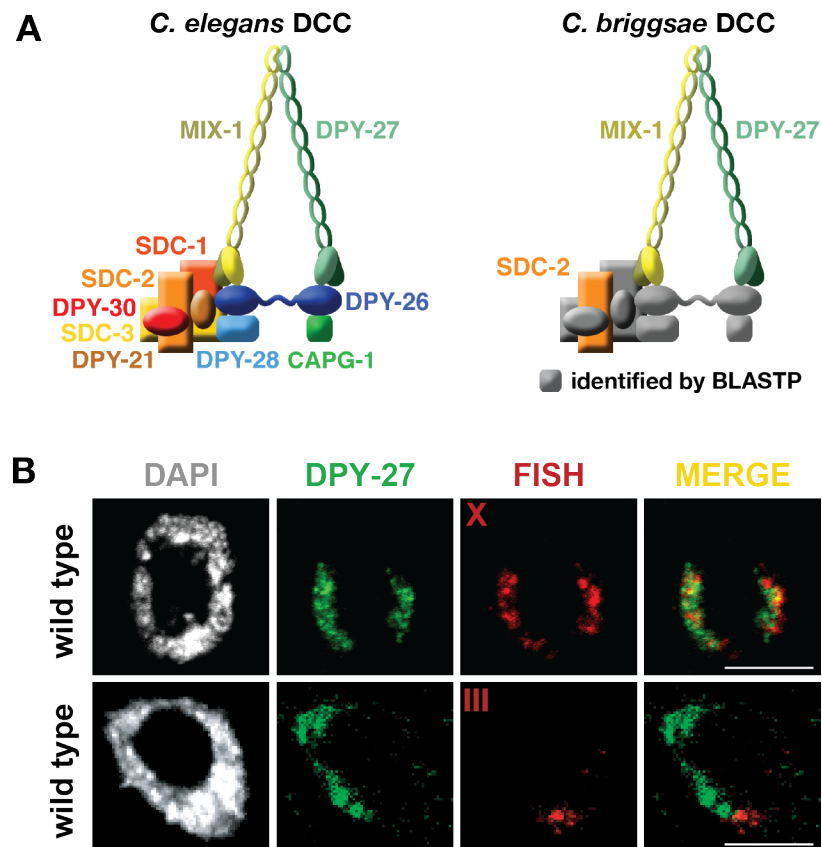 A
C. elegans DCC
C. briggsae DCC
MIX-1
DPY-27
MIX-1
DPY-27
SDC-1
SDC-2
DPY-30
SDC-3
DPY-21
DPY-28
CAPG-1
DPY-26
SDC-2
identified by BLASTP
B
DAPI
DPY-27
FISH
MERGE
wild type
X
wild type
III